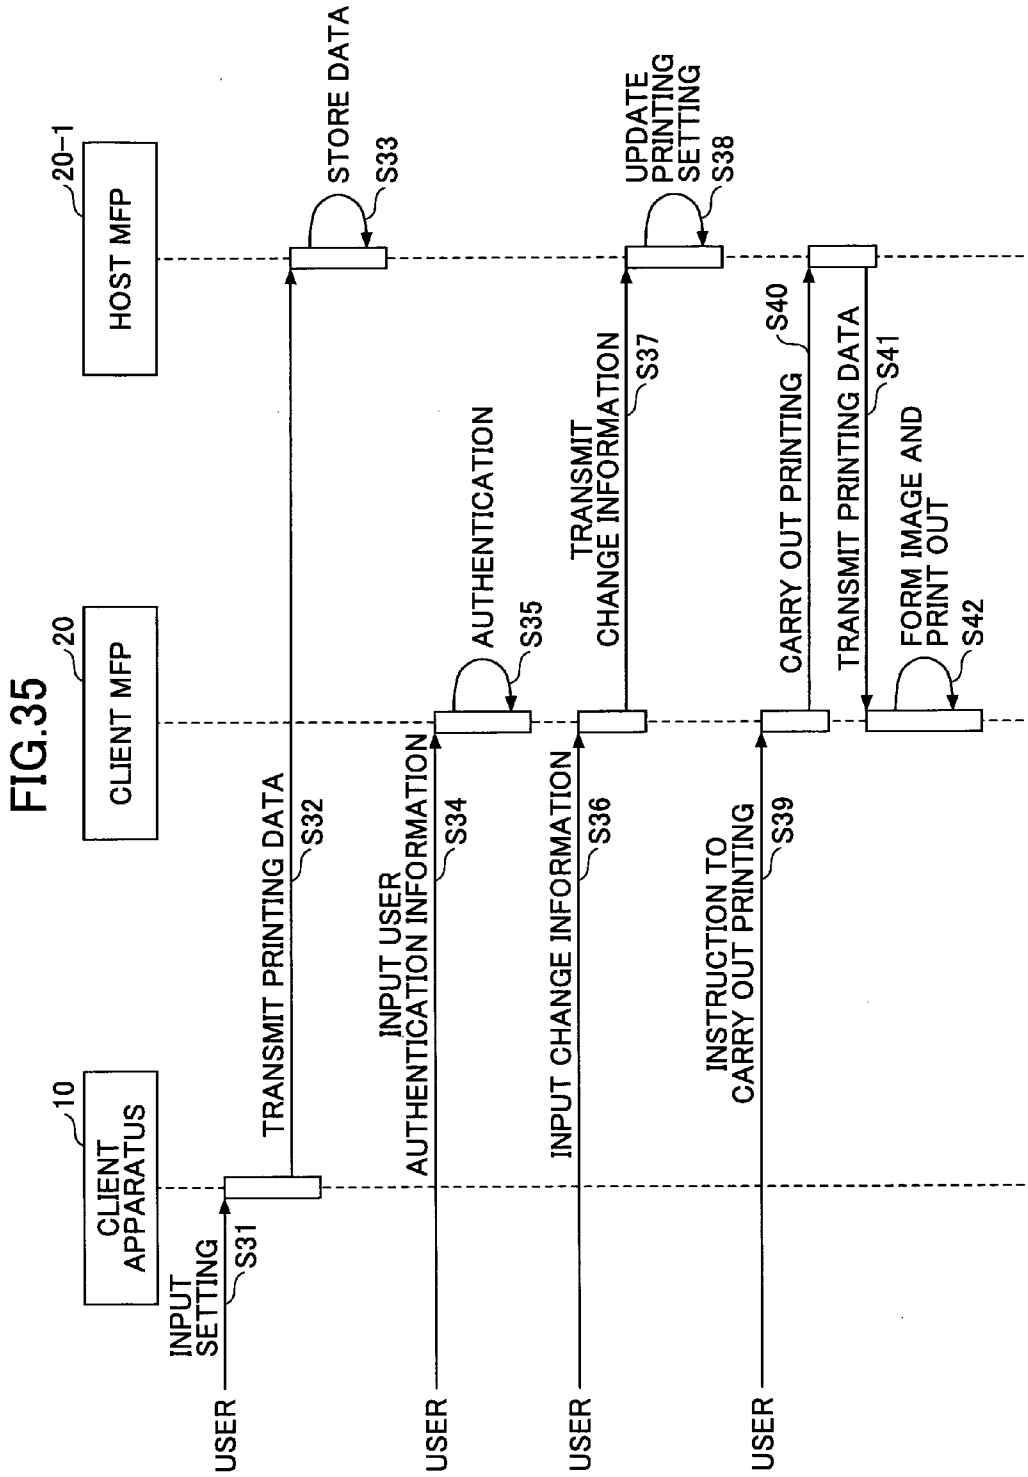 FIG.35
10
CLIENT
APPARATUS
20
CLIENT MFP
20-1
HOST MFP
USER
INPUT
SETTING
S31
TRANSMIT PRINTING DATA
S32
STORE DATA
S33
USER
INPUT USER
AUTHENTICATION INFORMATION
S34
AUTHENTICATION
S35
USER
INPUT CHANGE INFORMATION
S36
TRANSMIT
CHANGE INFORMATION
S37
UPDATE
PRINTING
SETTING
S38
USER
INSTRUCTION TO
CARRY OUT PRINTING
S39
CARRY OUT PRINTING
S40
TRANSMIT PRINTING DATA
S41
FORM IMAGE AND
PRINT OUT
S42